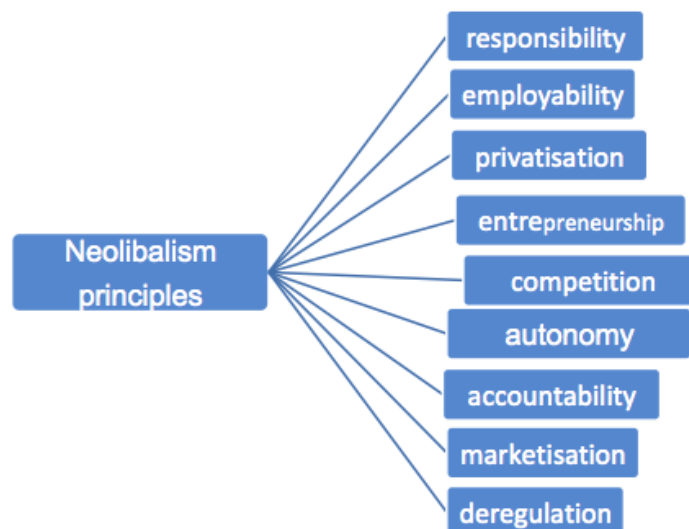 responsibility
employability
privatisation
entrepreneurship
Neolibalism
principles
competition
autonomy
accountability
marketisation
deregulation